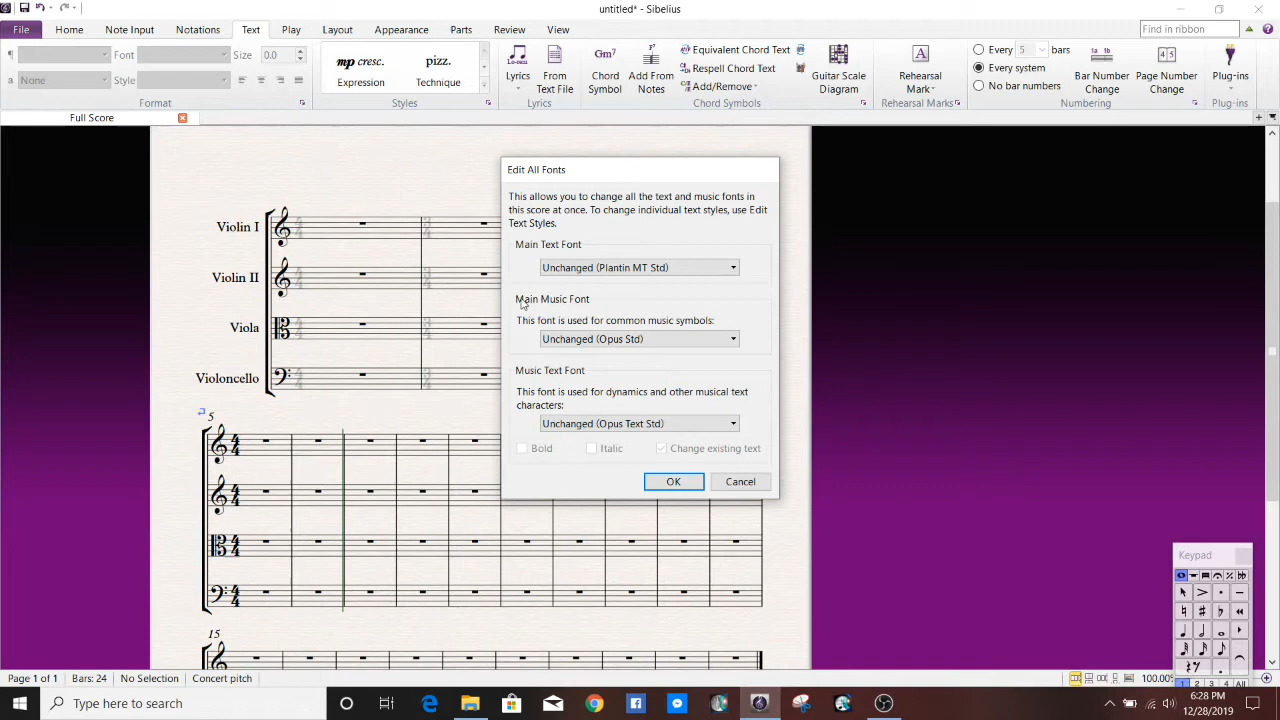 untitled* - Sibelius
File Home Note Input Notations Text Play Layout Appearance Parts Review View Find in ribbon
Font Size 0.0
None Style
Format
mp cresc. pizz.
Expression Technique
Styles
Lyrics From Text File
Lyrics
Gm7
Chord Symbol Add From Notes
Equivalent Chord Text
Respell Chord Text
Add/Remove
Guitar Scale Diagram
Chord Symbols
A
Rehearsal Mark
Rehearsal Marks
Every 5 bars
Every system
No bar numbers
Bar Number Change Page Number Change
Numbering
Plug-ins
Plug-ins
Full Score
Violin I
Violin II
Viola
Violoncello
5
15
Edit All Fonts
This allows you to change all the text and music fonts in
this score at once. To change individual text styles, use Edit
Text Styles.
Main Text Font
Unchanged (Plantin MT Std)
Main Music Font
This font is used for common music symbols:
Unchanged (Opus Std)
Music Text Font
This font is used for dynamics and other musical text
characters:
Unchanged (Opus Text Std)
Bold Italic Change existing text
OK Cancel
Keypad
1 2 3 4 All
Page 1 of 1 Bars: 24 No Selection Concert pitch 100.00%
Type here to search
6:28 PM
12/28/2019